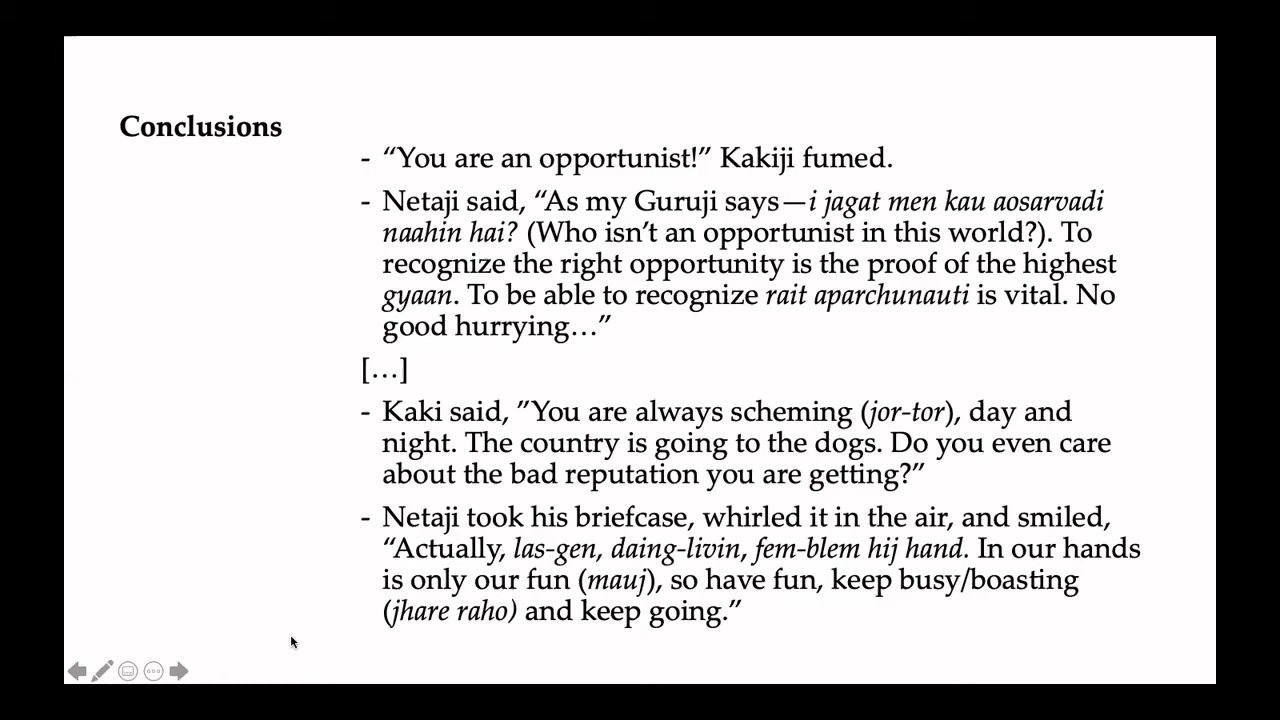 Conclusions
- “You are an opportunist!” Kakiji fumed.
- Netaji said, “As my Guruji says—i jagat men kau aosarvadi
naahin hai? (Who isn’t an opportunist in this world?). To
recognize the right opportunity is the proof of the highest
gyaan. To be able to recognize rait aparchunauti is vital. No
good hurrying…”
[…]
- Kaki said, ”You are always scheming (jor-tor), day and
night. The country is going to the dogs. Do you even care
about the bad reputation you are getting?”
- Netaji took his briefcase, whirled it in the air, and smiled,
“Actually, las-gen, daing-livin, fem-blem hij hand. In our hands
is only our fun (mauj), so have fun, keep busy/boasting
(jhare raho) and keep going.”